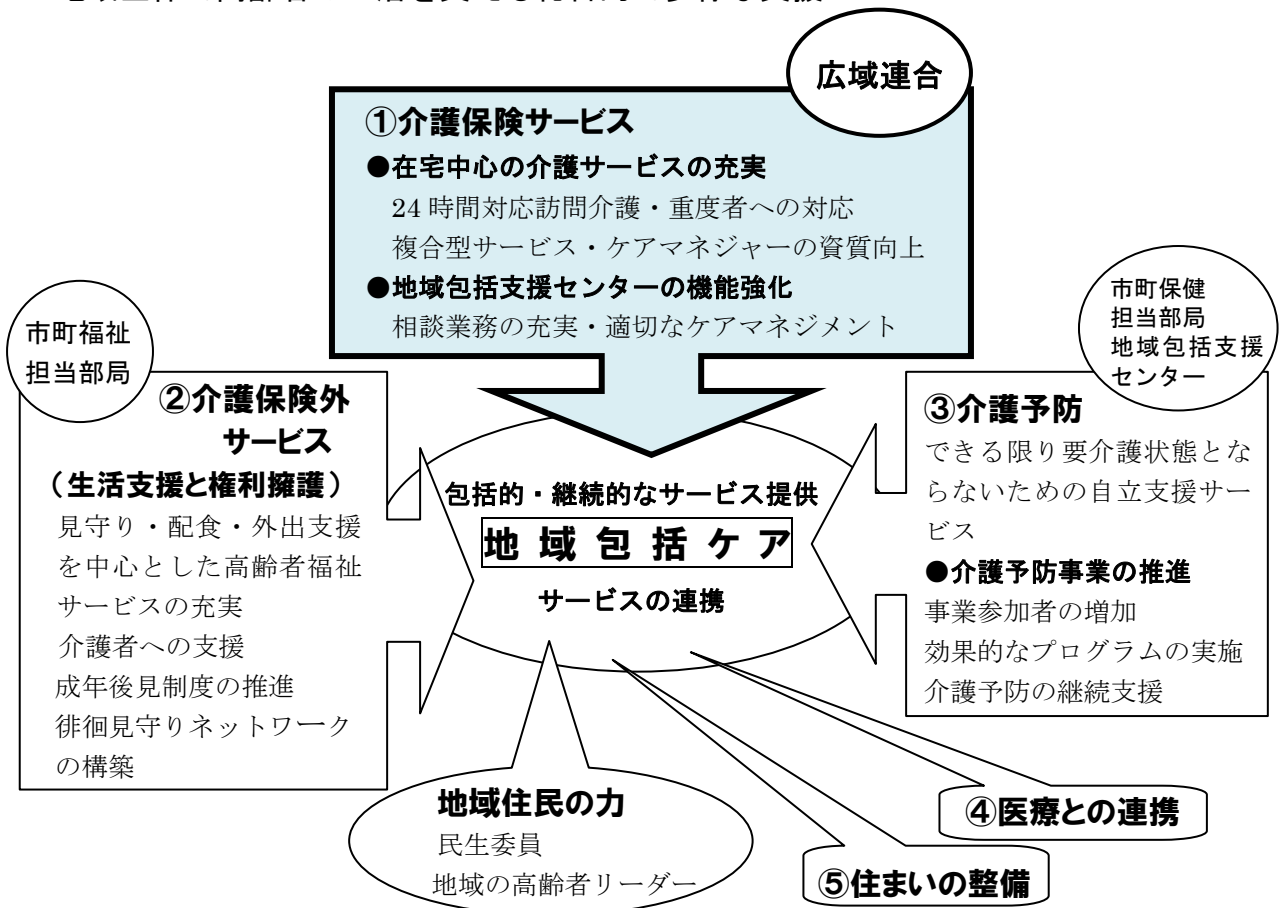 広域連合
①介護保険サービス
●在宅中心の介護サービスの充実
24時間対応訪問介護・重度者への対応
複合型サービス・ケアマネジャーの資質向上
●地域包括支援センターの機能強化
相談業務の充実・適切なケアマネジメント
市町福祉
担当部局
②介護保険外
サービス
（生活支援と権利擁護）
見守り・配食・外出支援
を中心とした高齢者福祉
サービスの充実
介護者への支援
成年後見制度の推進
徘徊見守りネットワーク
の構築
市町保健
担当部局
地域包括支援
センター
③介護予防
できる限り要介護状態とな
らないための自立支援サー
ビス
●介護予防事業の推進
事業参加者の増加
効果的なプログラムの実施
介護予防の継続支援
包括的・継続的なサービス提供
地域包括ケア
サービスの連携
地域住民の力
民生委員
地域の高齢者リーダー
④医療との連携
⑤住まいの整備